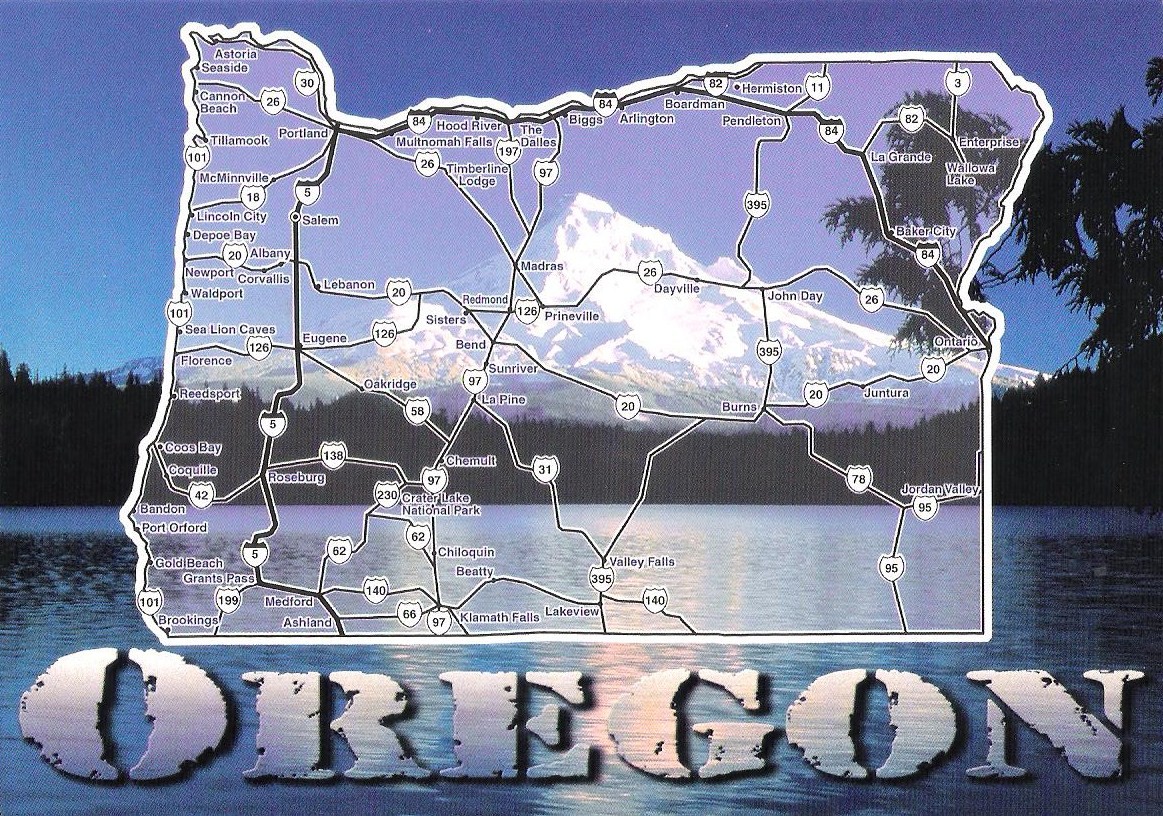 Astoria
Seaside
30
82
Hermiston
11
3
Cannon
Beach
26
84
Boardman
84
Hood River
The
Dalles
Biggs
Arlington
Pendleton
84
82
Portland
Multnomah Falls
Tillamook
101
197
Enterprise
26
Timberline
Lodge
97
La Grande
Wallowa
Lake
McMinnville
18
5
395
Lincoln City
Salem
Depoe Bay
Baker City
20
Albany
84
Newport
Corvallis
Madras
26
Lebanon
20
Dayville
John Day
26
Waldport
Redmond
101
Sisters
126
Prineville
Sea Lion Caves
126
Eugene
126
Bend
395
Ontario
Florence
Sunriver
20
Oakridge
97
Reedsport
La Pine
58
20
Burns
20
Juntura
5
Coos Bay
138
Chemult
Coquille
31
Roseburg
97
78
42
230
Crater Lake
National Park
Jordan Valley
95
Bandon
Port Orford
62
5
62
Chiloquin
Gold Beach
Valley Falls
95
Grants Pass
Beatty
395
140
101
199
Medford
140
Lakeview
66
97
Klamath Falls
Brookings
Ashland
OREGON